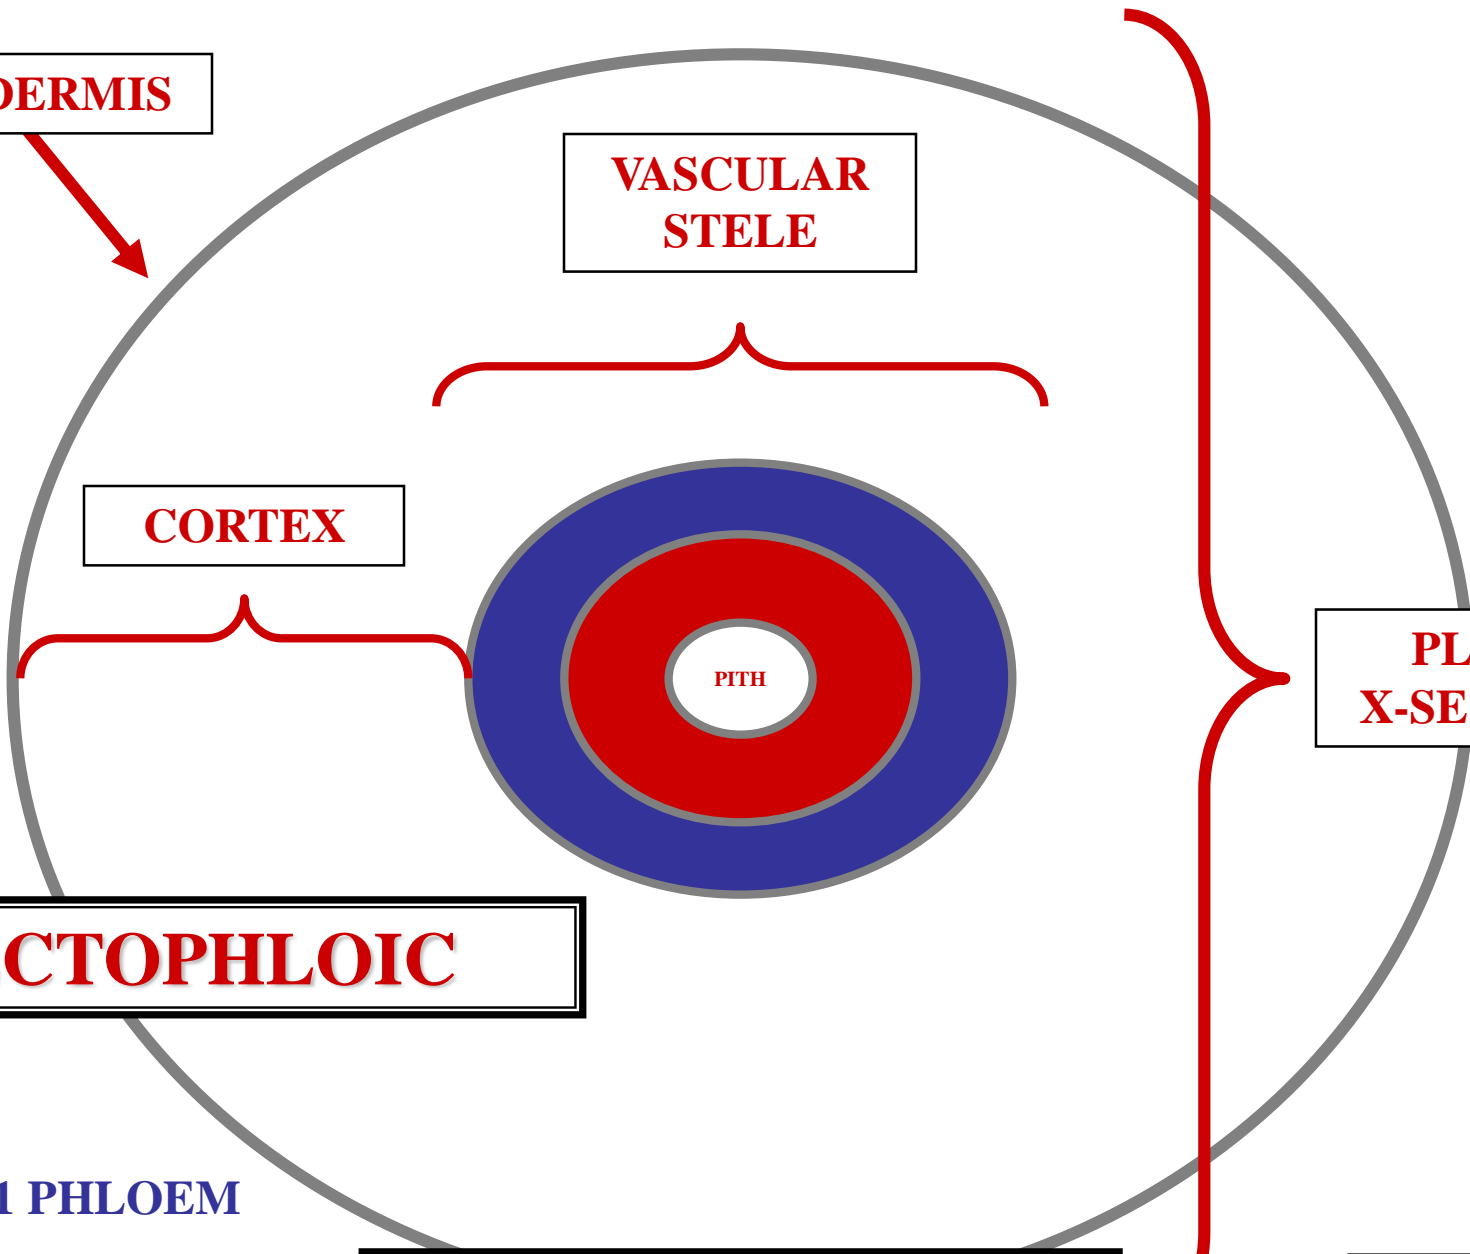 DERMIS
VASCULAR
STELE
CORTEX
PL
X-SE
PITH
CTOPHLOIC
1 PHLOEM